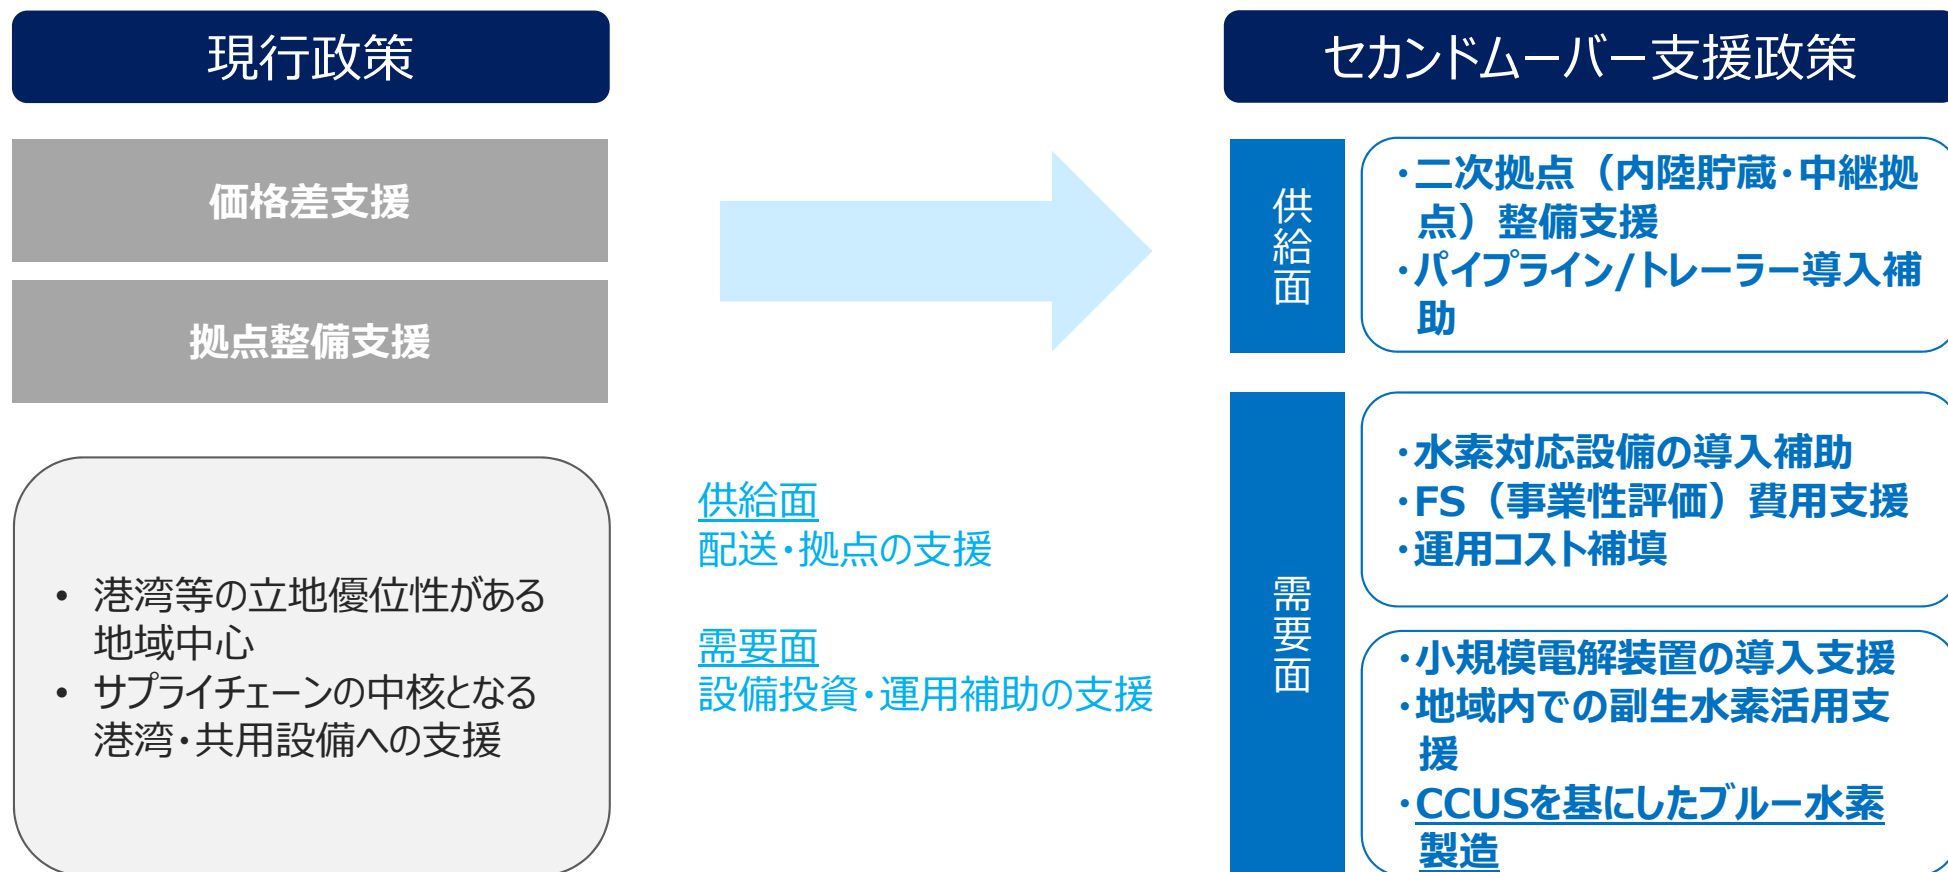 現行政策
価格差支援
拠点整備支援
• 港湾等の立地優位性がある
地域中心
• サプライチェーンの中核となる
港湾・共用設備への支援
供給面
配送・拠点の支援
需要面
設備投資・運用補助の支援
セカンドムーバー支援政策
供給面
・二次拠点（内陸貯蔵・中継拠
点）整備支援
・パイプライン/トレーラー導入補
助
需要面
・水素対応設備の導入補助
・FS（事業性評価）費用支援
・運用コスト補填
・小規模電解装置の導入支援
・地域内での副生水素活用支
援
・CCUSを基にしたブルー水素
製造